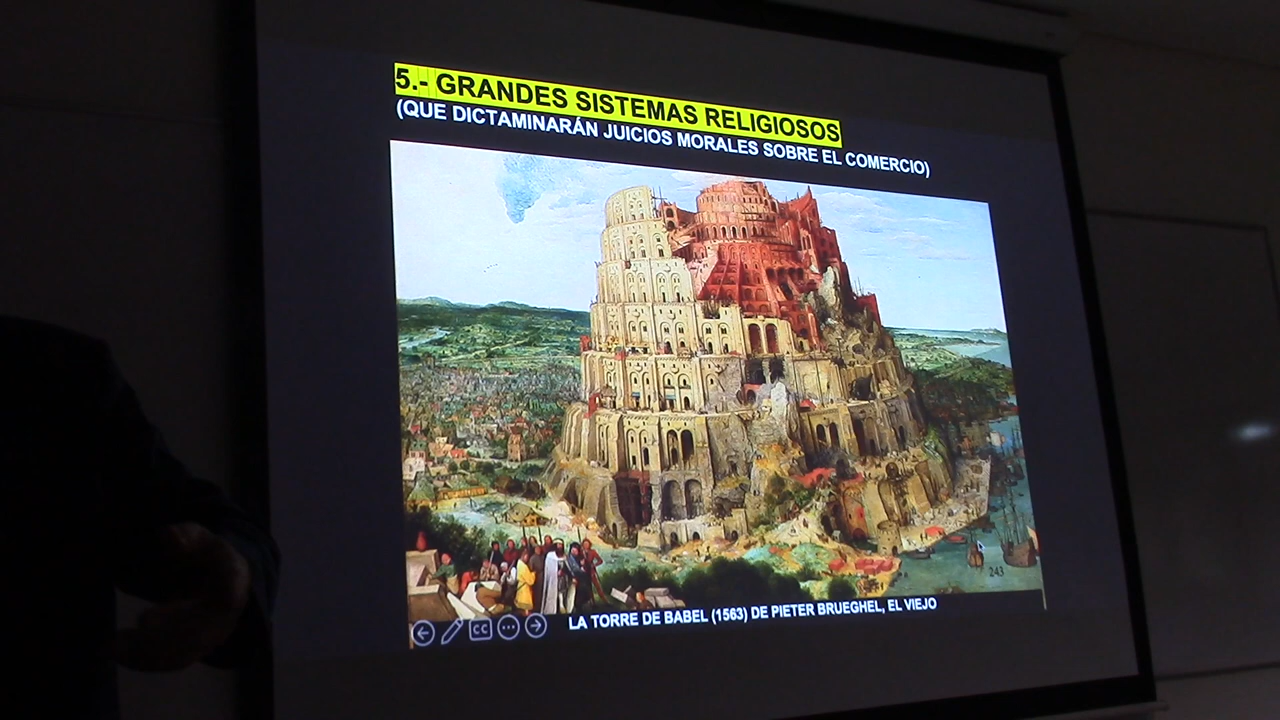 5.- GRANDES SISTEMAS RELIGIOSOS
(QUE DICTAMINARÁN JUICIOS MORALES SOBRE EL COMERCIO)
243
LA TORRE DE BABEL (1563) DE PIETER BRUEGHEL, EL VIEJO
CC